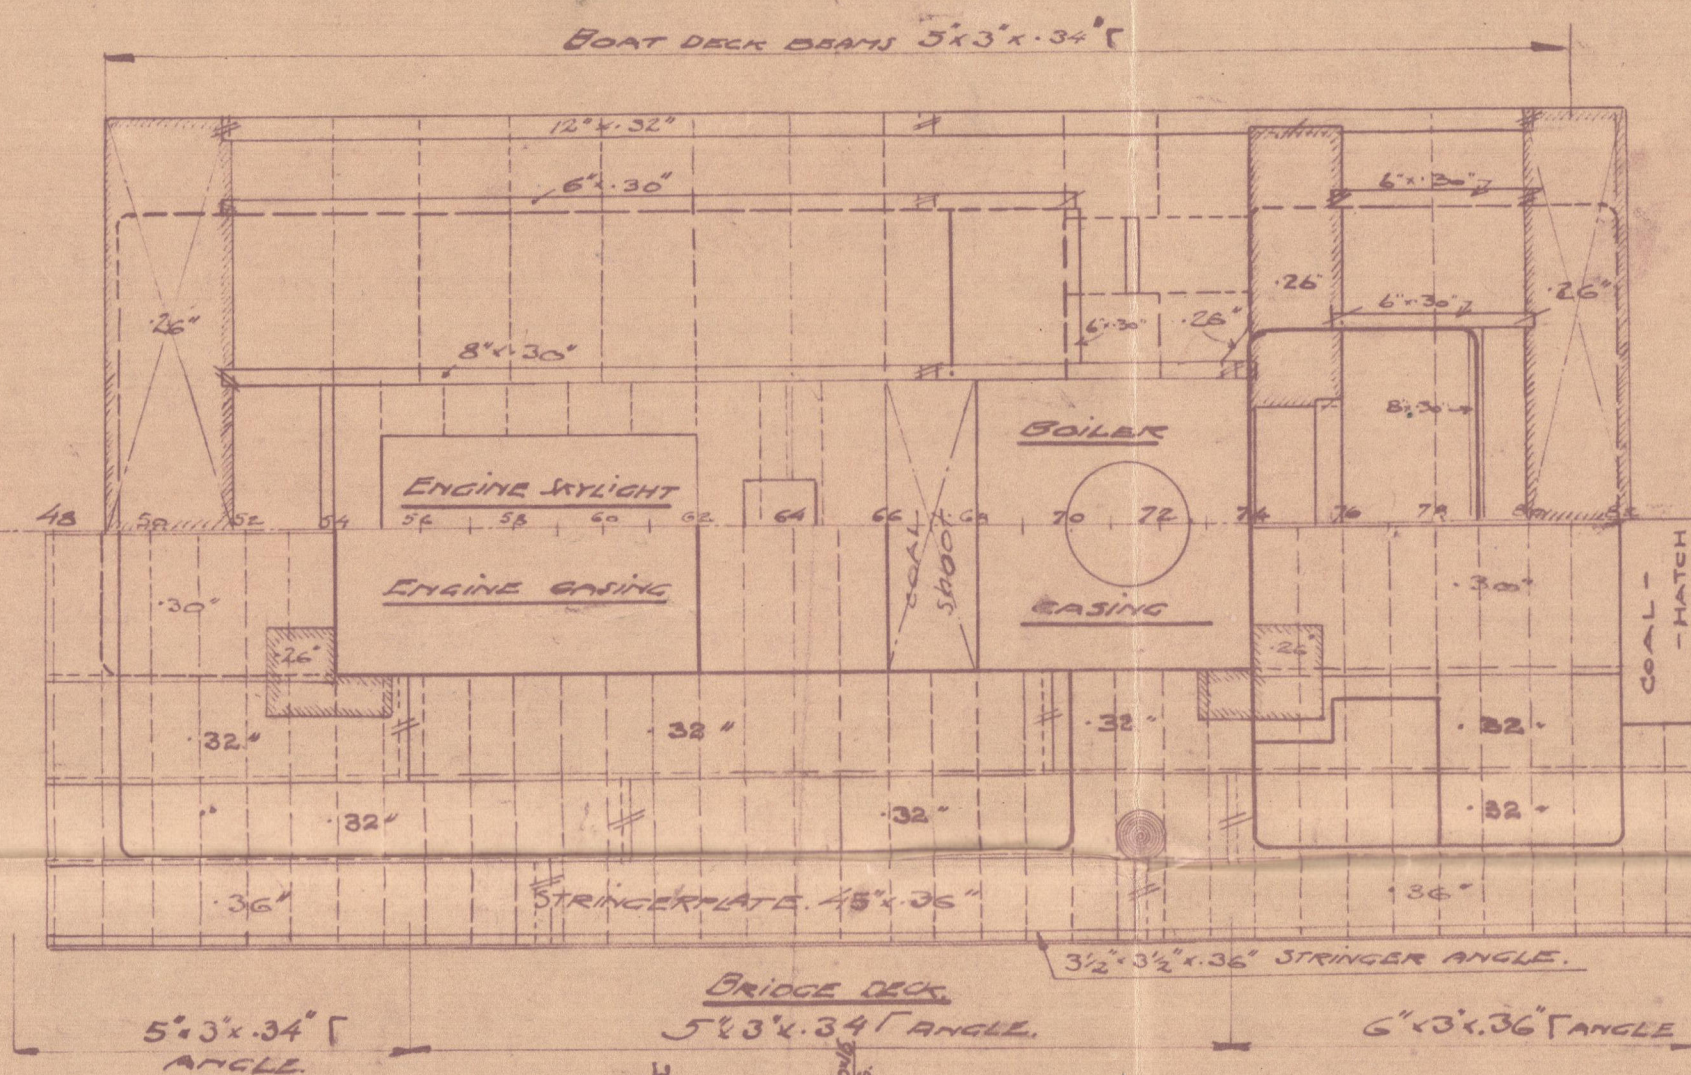 BOAT DECK BEAMS 5"x3"x.34"
12"x.32"
6"x.30"
6"x.30"
.26"
.26"
6"x.30"
.26"
6"x.30"
.26"
8"x.30"
8"x.30"
BOILER
ENGINE SKYLIGHT
48 50 52 54 56 58 60 62 64 66 68 70 72 74 76 78 80 82
COAL SHOOT
ENGINE CASING
CASING
.30"
.30"
COAL-
-HATCH
.26"
.26"
.32"
.32"
.32"
.32"
.32"
.32"
.32"
.36"
STRINGERPLATE. 45"x.36"
.36"
3½"x3½"x.36" STRINGER ANGLE.
BRIDGE DECK.
5"x3"x.34"
ANGLE.
5"x3"x.34 ANGLE.
6"x3"x.36" ANGLE